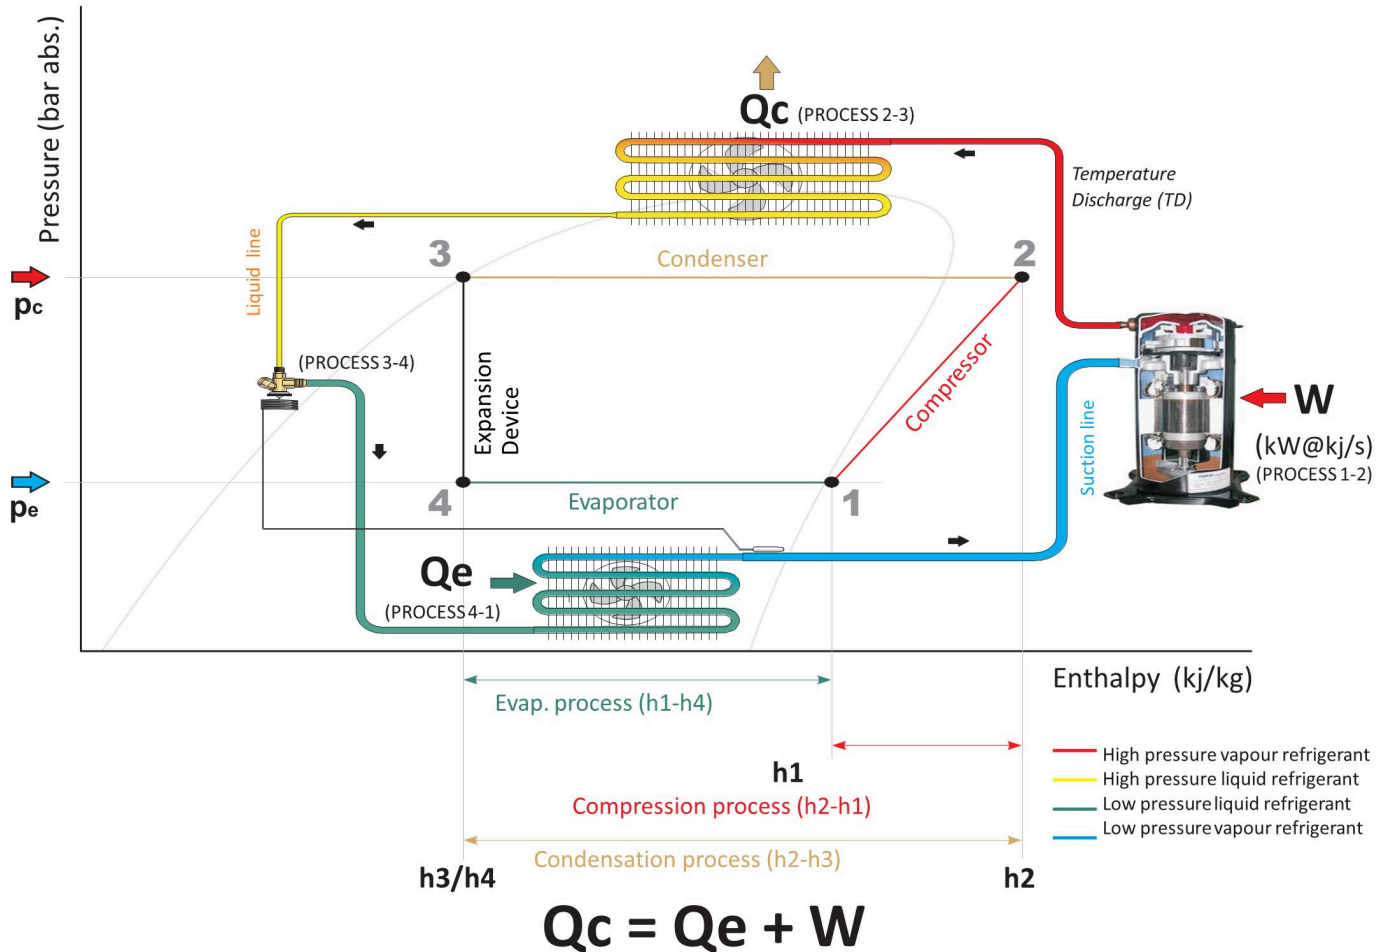 Pressure (bar abs.)
Qc (PROCESS 2-3)
Temperature
Discharge (TD)
Liquid line
3
Condenser
2
pc
(PROCESS 3-4)
Expansion
Device
Compressor
Suction line
W
(kW@kj/s)
(PROCESS 1-2)
pe
4
Evaporator
1
Qe
(PROCESS 4-1)
Enthalpy (kj/kg)
Evap. process (h1-h4)
h1
Compression process (h2-h1)
High pressure vapour refrigerant
High pressure liquid refrigerant
Low pressure liquid refrigerant
Low pressure vapour refrigerant
Condensation process (h2-h3)
h3/h4
h2
Qc = Qe + W